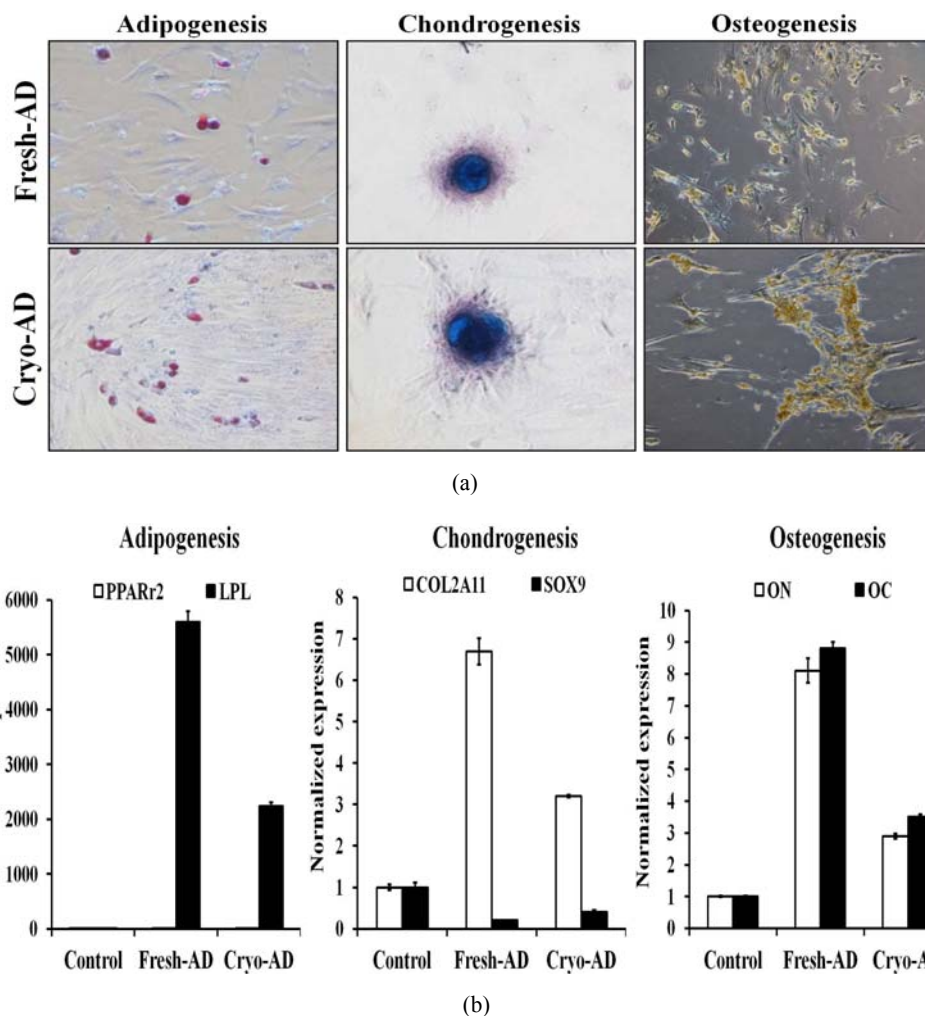 Adipogenesis Chondrogenesis Osteogenesis
Fresh-AD
Cryo-AD
(a)
Adipogenesis Chondrogenesis Osteogenesis
PPARr2 LPL
6000
5000
4000
3000
2000
1000
0
Control Fresh-AD Cryo-AD
COL2A11 SOX9
Normalized expression
8
7
6
5
4
3
2
1
0
Control Fresh-AD Cryo-AD
ON OC
Normalized expression
10
9
8
7
6
5
4
3
2
1
0
Control Fresh-AD Cryo-A
(b)